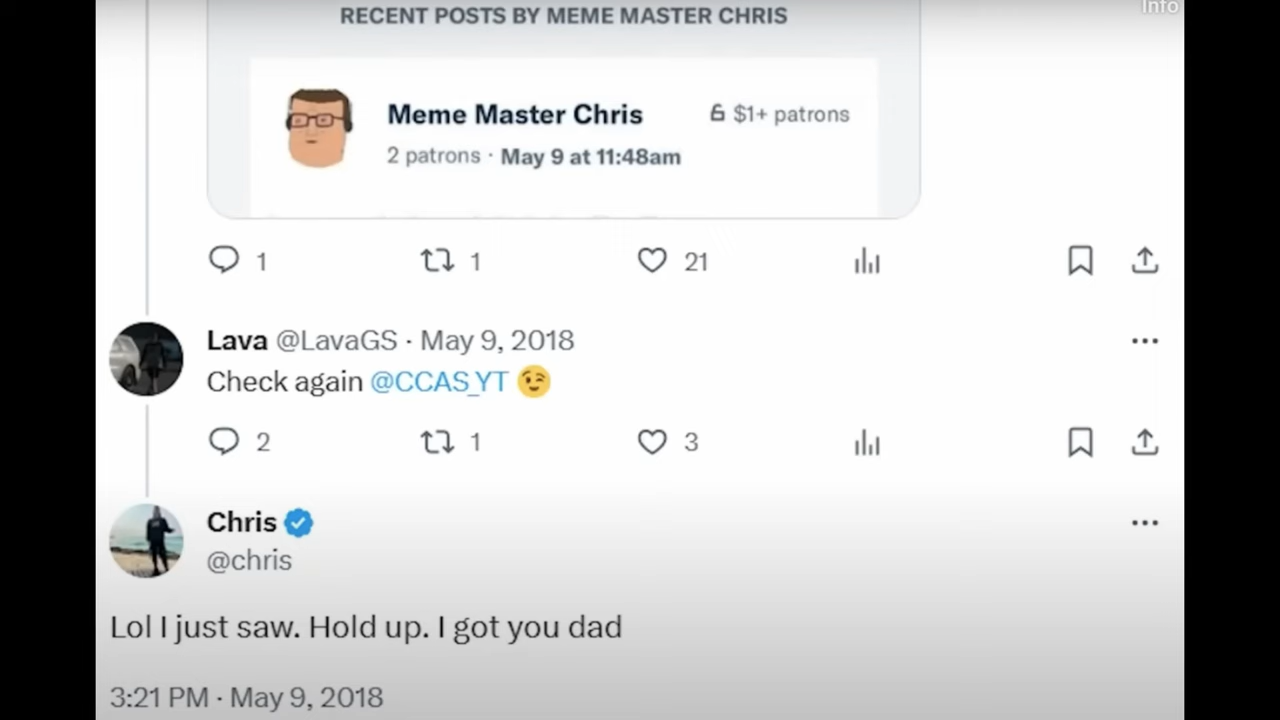 Info
RECENT POSTS BY MEME MASTER CHRIS
Meme Master Chris $1+ patrons
2 patrons · May 9 at 11:48am
1 1 21
Lava @LavaGS · May 9, 2018
Check again @CCAS_YT 😉
2 1 3
Chris
@chris
Lol I just saw. Hold up. I got you dad
3:21 PM · May 9, 2018